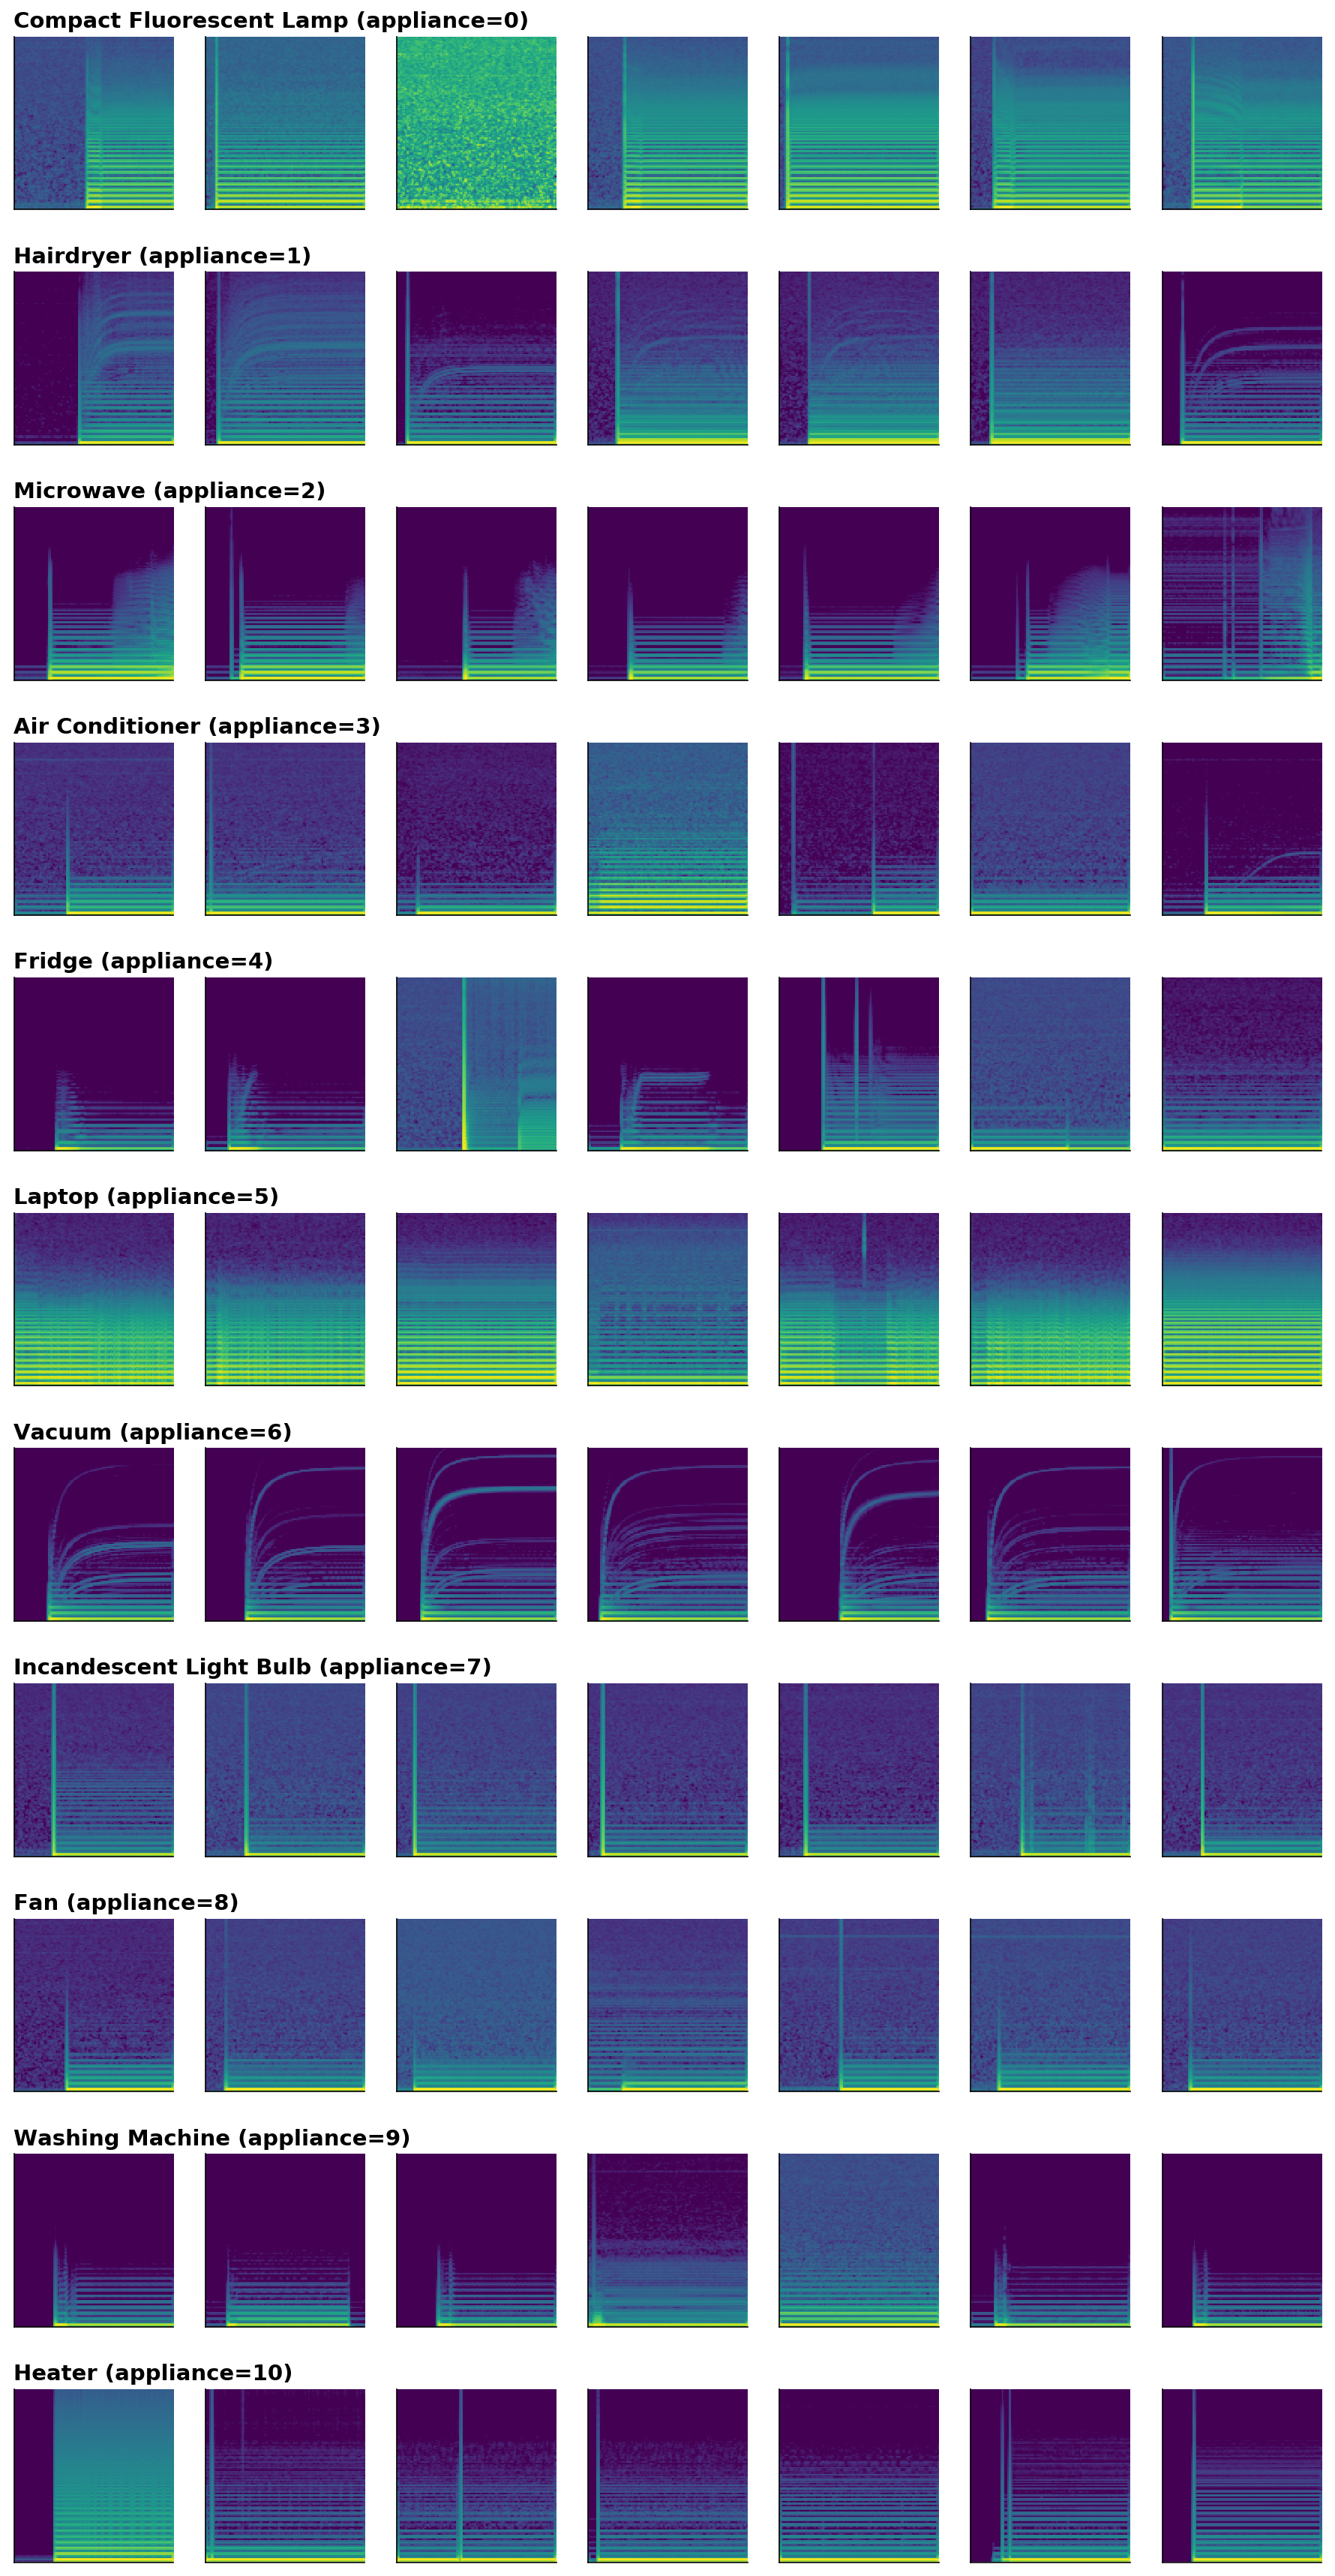 Compact Fluorescent Lamp (appliance=0)
Hairdryer (appliance=1)
Microwave (appliance=2)
Air Conditioner (appliance=3)
Fridge (appliance=4)
Laptop (appliance=5)
Vacuum (appliance=6)
Incandescent Light Bulb (appliance=7)
Fan (appliance=8)
Washing Machine (appliance=9)
Heater (appliance=10)